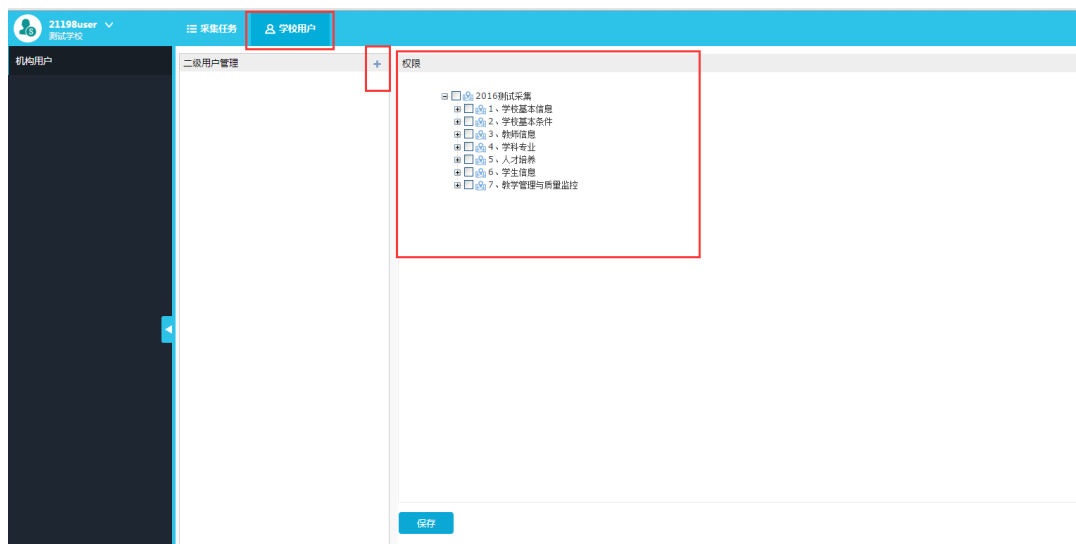 21198user
测试学校
采集任务
学校用户
机构用户
二级用户管理
+
权限
2016测试采集
1、学校基本信息
2、学校基本条件
3、教师信息
4、学科专业
5、人才培养
6、学生信息
7、教学管理与质量监控
保存